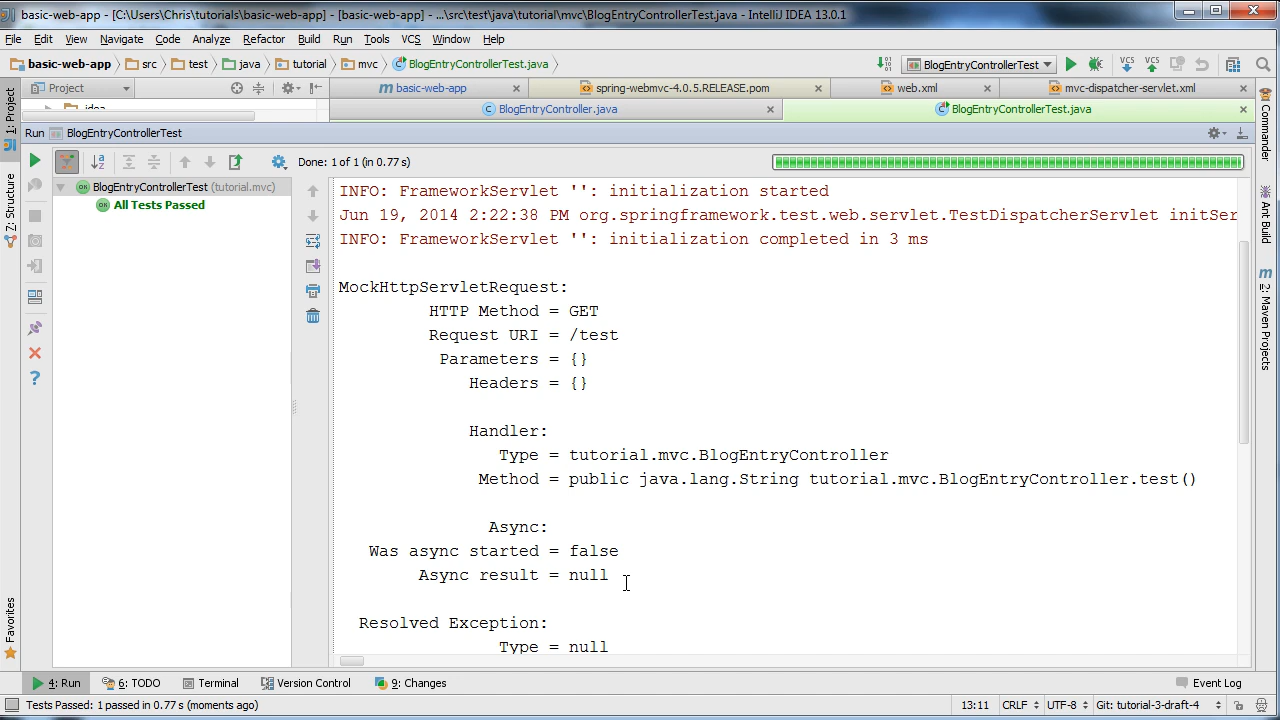 basic-web-app - [C:\Users\Chris\tutorials\basic-web-app] - [basic-web-app] - ...\src\test\java\tutorial\mvc\BlogEntryControllerTest.java - IntelliJ IDEA 13.0.1
File Edit View Navigate Code Analyze Refactor Build Run Tools VCS Window Help
basic-web-app src test java tutorial mvc BlogEntryControllerTest.java BlogEntryControllerTest VCS VCS
Project basic-web-app spring-webmvc-4.0.5.RELEASE.pom web.xml mvc-dispatcher-servlet.xml
BlogEntryController.java BlogEntryControllerTest.java
Run BlogEntryControllerTest
Done: 1 of 1 (in 0.77 s)
BlogEntryControllerTest (tutorial.mvc)
All Tests Passed
INFO: FrameworkServlet '': initialization started
Jun 19, 2014 2:22:38 PM org.springframework.test.web.servlet.TestDispatcherServlet initSer
INFO: FrameworkServlet '': initialization completed in 3 ms
MockHttpServletRequest:
HTTP Method = GET
Request URI = /test
Parameters = {}
Headers = {}
Handler:
Type = tutorial.mvc.BlogEntryController
Method = public java.lang.String tutorial.mvc.BlogEntryController.test()
Async:
Was async started = false
Async result = null
Resolved Exception:
Type = null
1: Project
Z: Structure
Favorites
Commander
Ant Build
2: Maven Projects
4: Run 6: TODO Terminal Version Control 9: Changes Event Log
Tests Passed: 1 passed in 0.77 s (moments ago) 13:11 CRLF UTF-8 Git: tutorial-3-draft-4